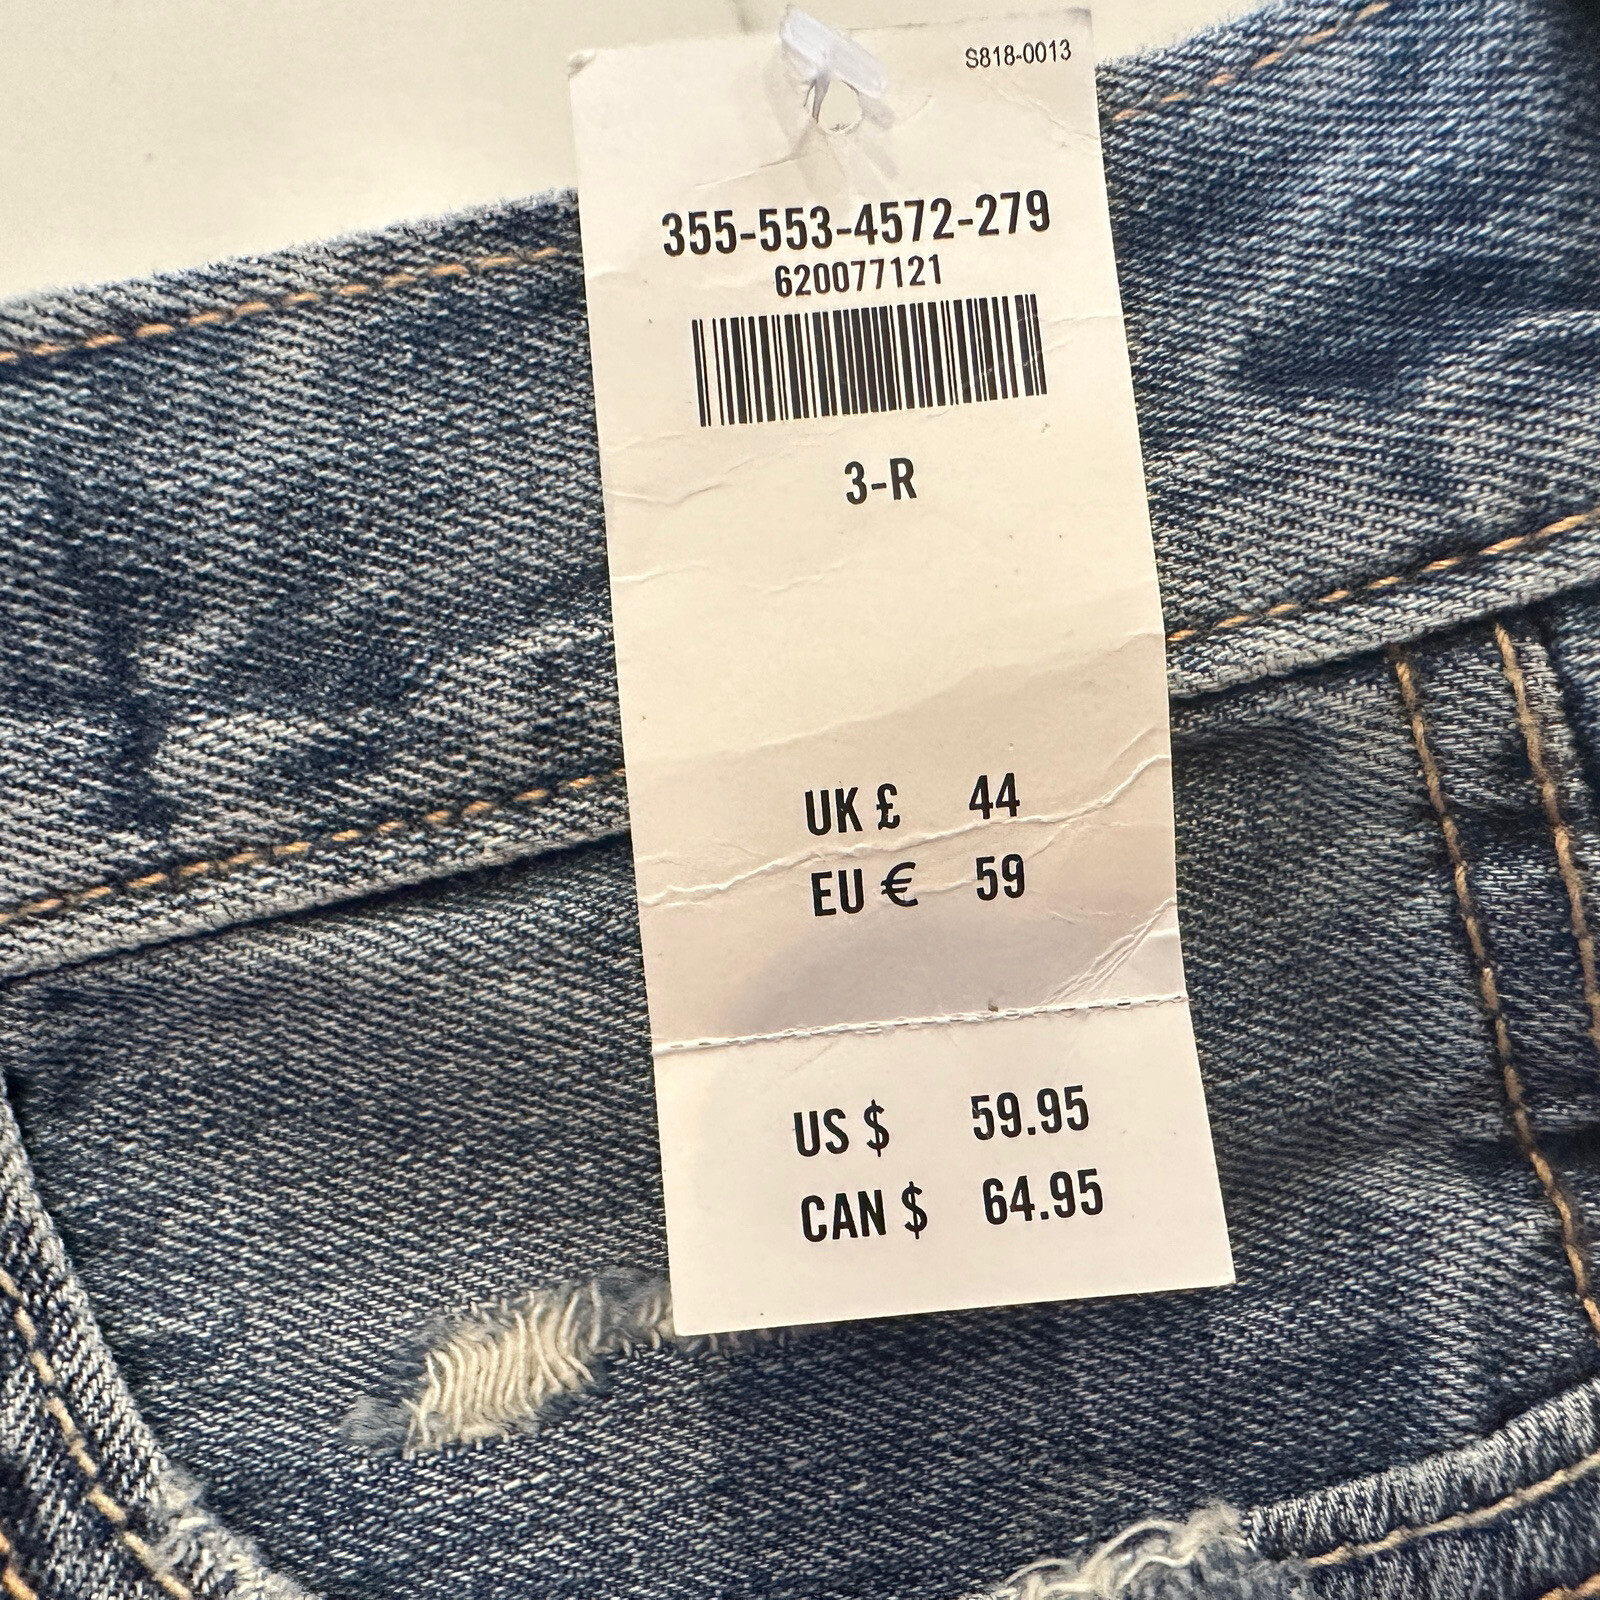 S818-0013
355-553-4572-279
620077121
3-R
UK £ 44
EU € 59
US $ 59.95
CAN $ 64.95